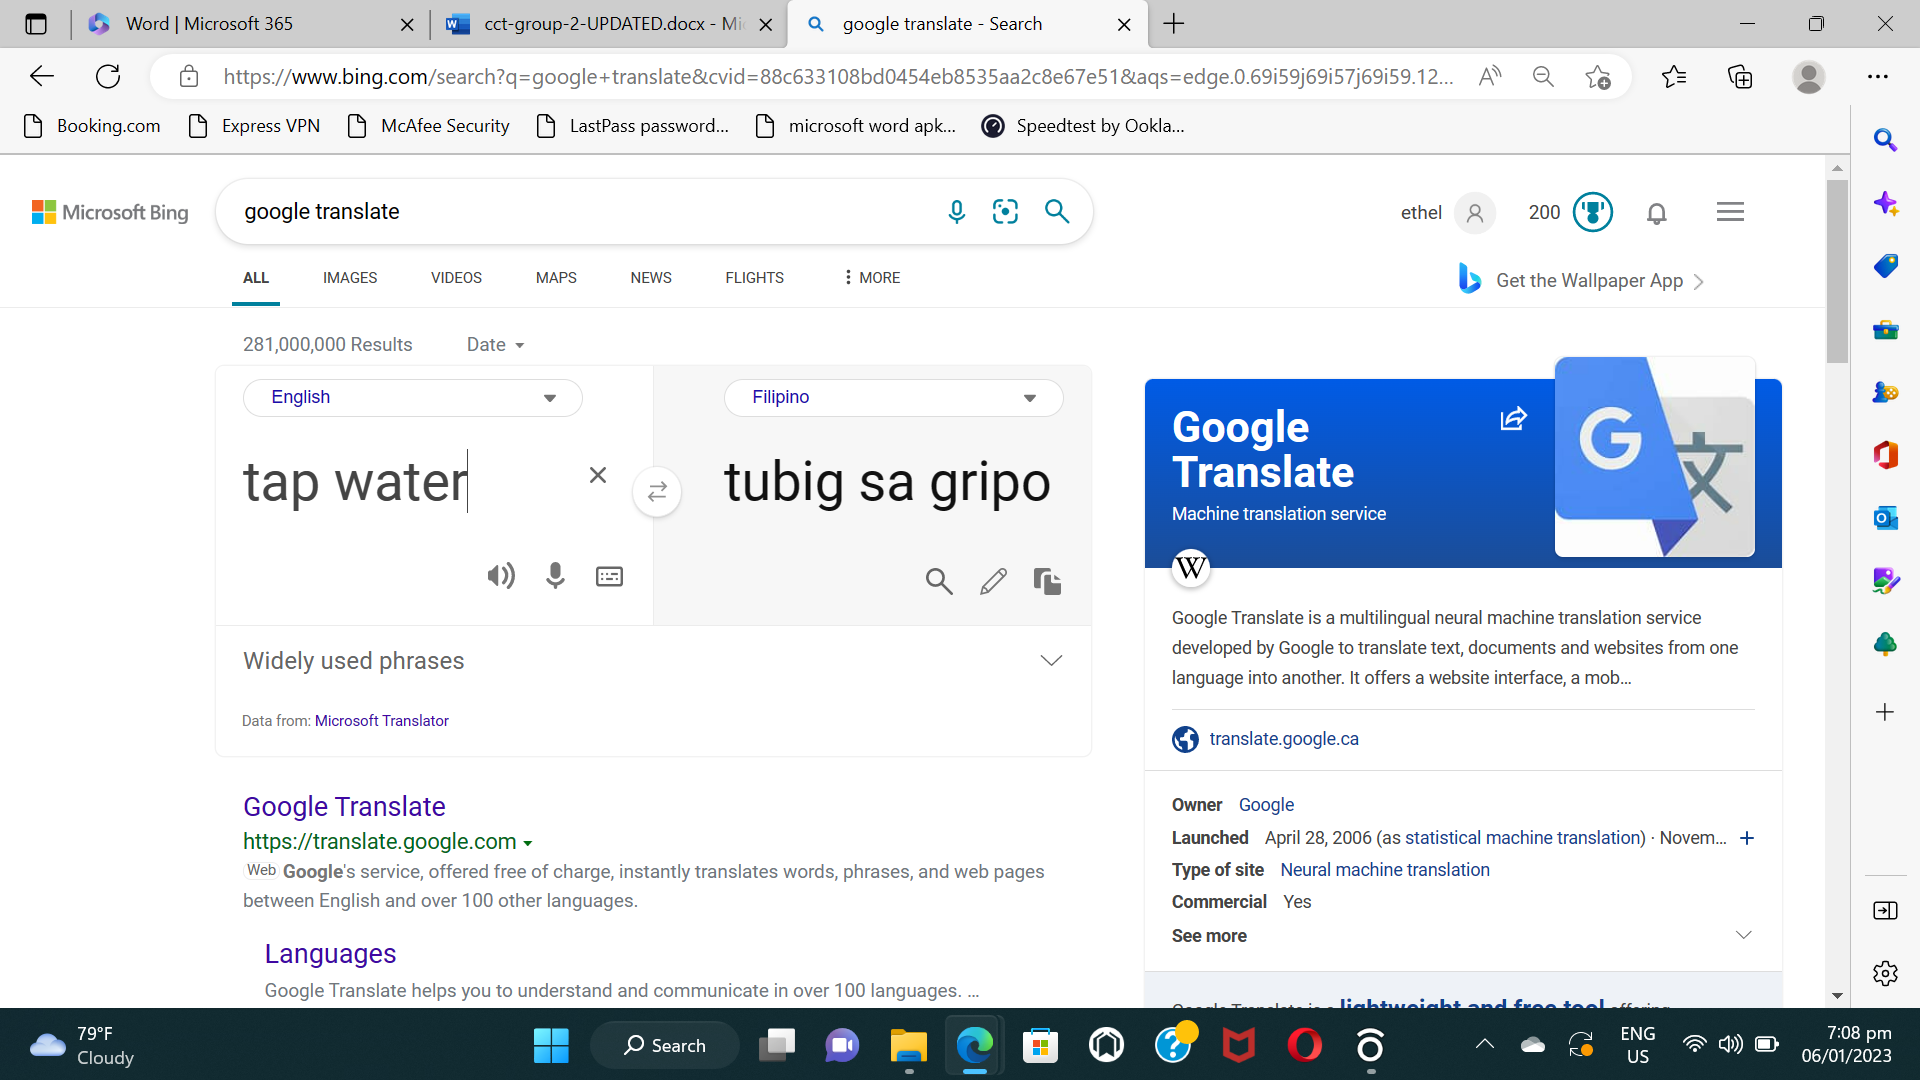 Word | Microsoft 365
cct-group-2-UPDATED.docx - Mi
google translate - Search
https://www.bing.com/search?q=google+translate&cvid=88c633108bd0454eb8535aa2c8e67e51&aqs=edge.0.69i59j69i57j69i59.12...
Booking.com
Express VPN
McAfee Security
LastPass password...
microsoft word apk...
Speedtest by Ookla...
Microsoft Bing
google translate
ethel
200
ALL
IMAGES
VIDEOS
MAPS
NEWS
FLIGHTS
MORE
Get the Wallpaper App
281,000,000 Results
Date
English
Filipino
tap water
tubig sa gripo
Widely used phrases
Data from: Microsoft Translator
Google Translate
https://translate.google.com
Web Google's service, offered free of charge, instantly translates words, phrases, and web pages
between English and over 100 other languages.
Languages
Google Translate helps you to understand and communicate in over 100 languages. ...
Google
Translate
Machine translation service
G
文
W
Google Translate is a multilingual neural machine translation service
developed by Google to translate text, documents and websites from one
language into another. It offers a website interface, a mob...
translate.google.ca
Owner Google
Launched April 28, 2006 (as statistical machine translation) · Novem...
Type of site Neural machine translation
Commercial Yes
See more
Google Translate is a lightweight and free tool offering
79°F
Cloudy
Search
ENG
US
7:08 pm
06/01/2023